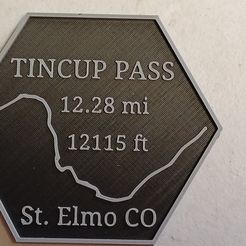 TINCUP PASS
12.28 mi
12115 ft
St. Elmo CO